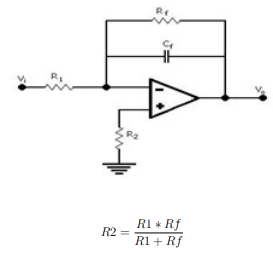 Rf
Cf
Vi
R1
-
+
Vo
R2
R2 = R1 * Rf / R1 + Rf